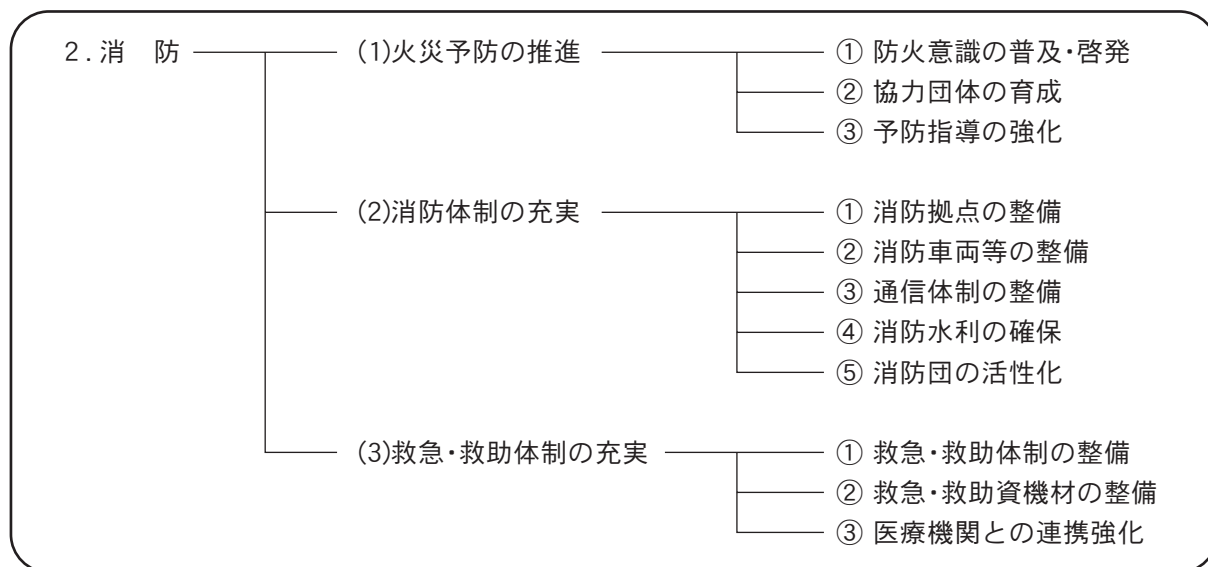 2.消　防
(1)火災予防の推進
① 防火意識の普及・啓発
② 協力団体の育成
③ 予防指導の強化
(2)消防体制の充実
① 消防拠点の整備
② 消防車両等の整備
③ 通信体制の整備
④ 消防水利の確保
⑤ 消防団の活性化
(3)救急・救助体制の充実
① 救急・救助体制の整備
② 救急・救助資機材の整備
③ 医療機関との連携強化